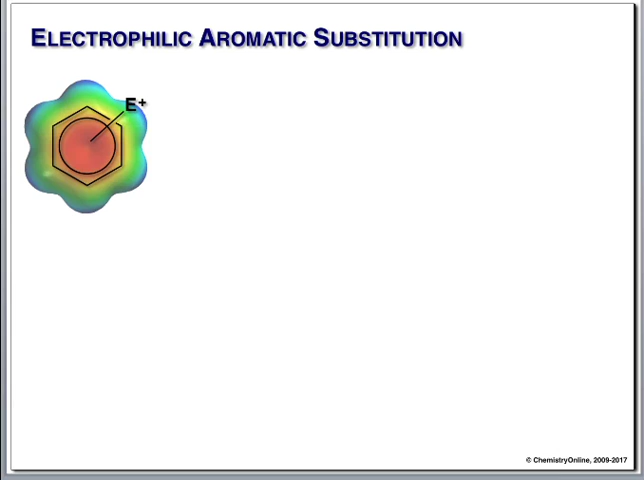 ELECTROPHILIC AROMATIC SUBSTITUTION
E+
© ChemistryOnline, 2009-2017